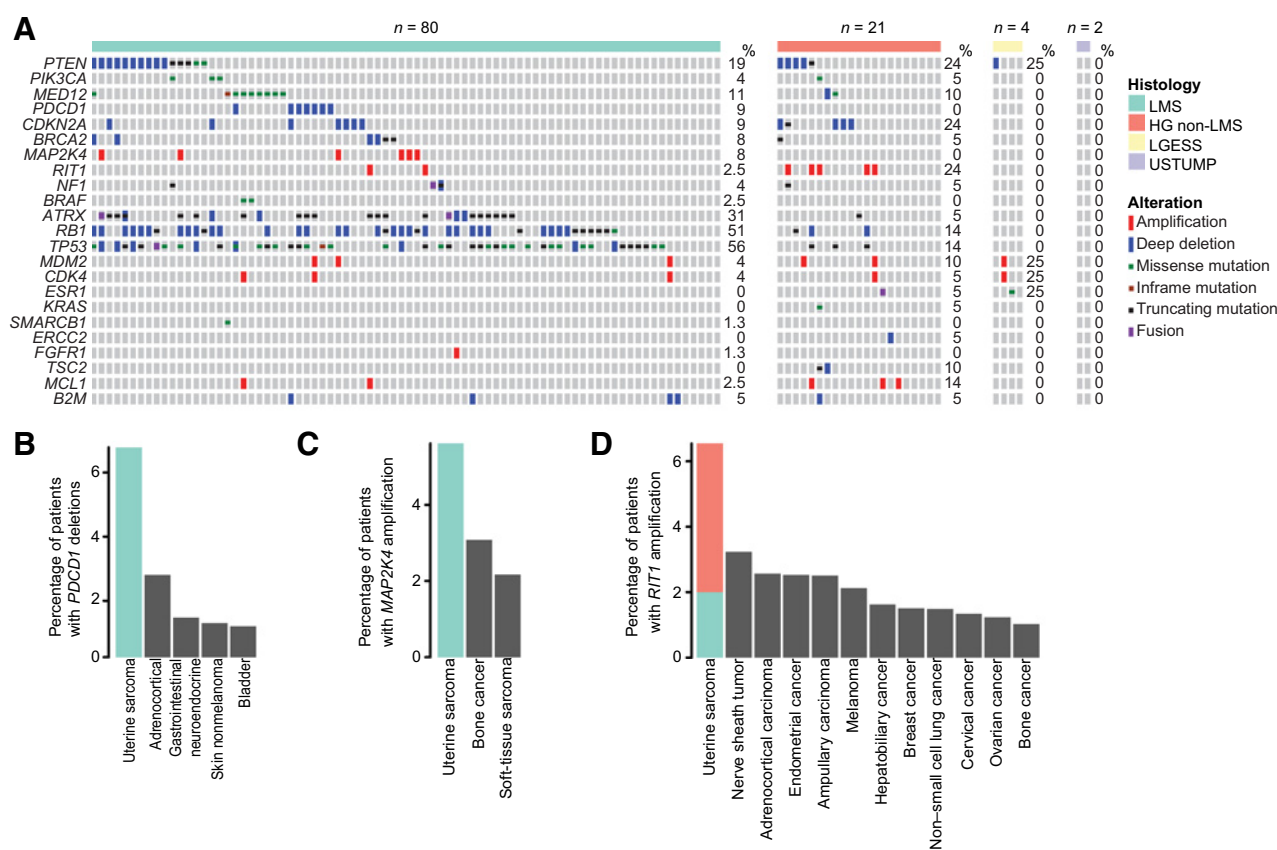 A
n = 80
n = 21
n = 4
n = 2
% % % %
PTEN 19 24 25 0
PIK3CA 4 5 0 0
MED12 11 10 0 0
PDCD1 9 0 0 0
CDKN2A 9 24 0 0
BRCA2 8 5 0 0
MAP2K4 8 0 0 0
RIT1 2.5 24 0 0
NF1 4 5 0 0
BRAF 2.5 0 0 0
ATRX 31 5 0 0
RB1 51 14 0 0
TP53 56 14 0 0
MDM2 4 10 25 0
CDK4 4 5 25 0
ESR1 0 5 25 0
KRAS 0 5 0 0
SMARCB1 1.3 0 0 0
ERCC2 0 5 0 0
FGFR1 1.3 0 0 0
TSC2 0 10 0 0
MCL1 2.5 14 0 0
B2M 5 5 0 0
Histology
LMS
HG non-LMS
LGESS
USTUMP
Alteration
Amplification
Deep deletion
Missense mutation
Inframe mutation
Truncating mutation
Fusion
B
Percentage of patients
with PDCD1 deletions
6
4
2
0
Uterine sarcoma
Adrenocortical
Gastrointestinal
neuroendocrine
Skin nonmelanoma
Bladder
C
Percentage of patients
with MAP2K4 amplification
4
2
0
Uterine sarcoma
Bone cancer
Soft-tissue sarcoma
D
Percentage of patients
with RIT1 amplification
6
4
2
0
Uterine sarcoma
Nerve sheath tumor
Adrenocortical carcinoma
Endometrial cancer
Ampullary carcinoma
Melanoma
Hepatobiliary cancer
Breast cancer
Non–small cell lung cancer
Cervical cancer
Ovarian cancer
Bone cancer